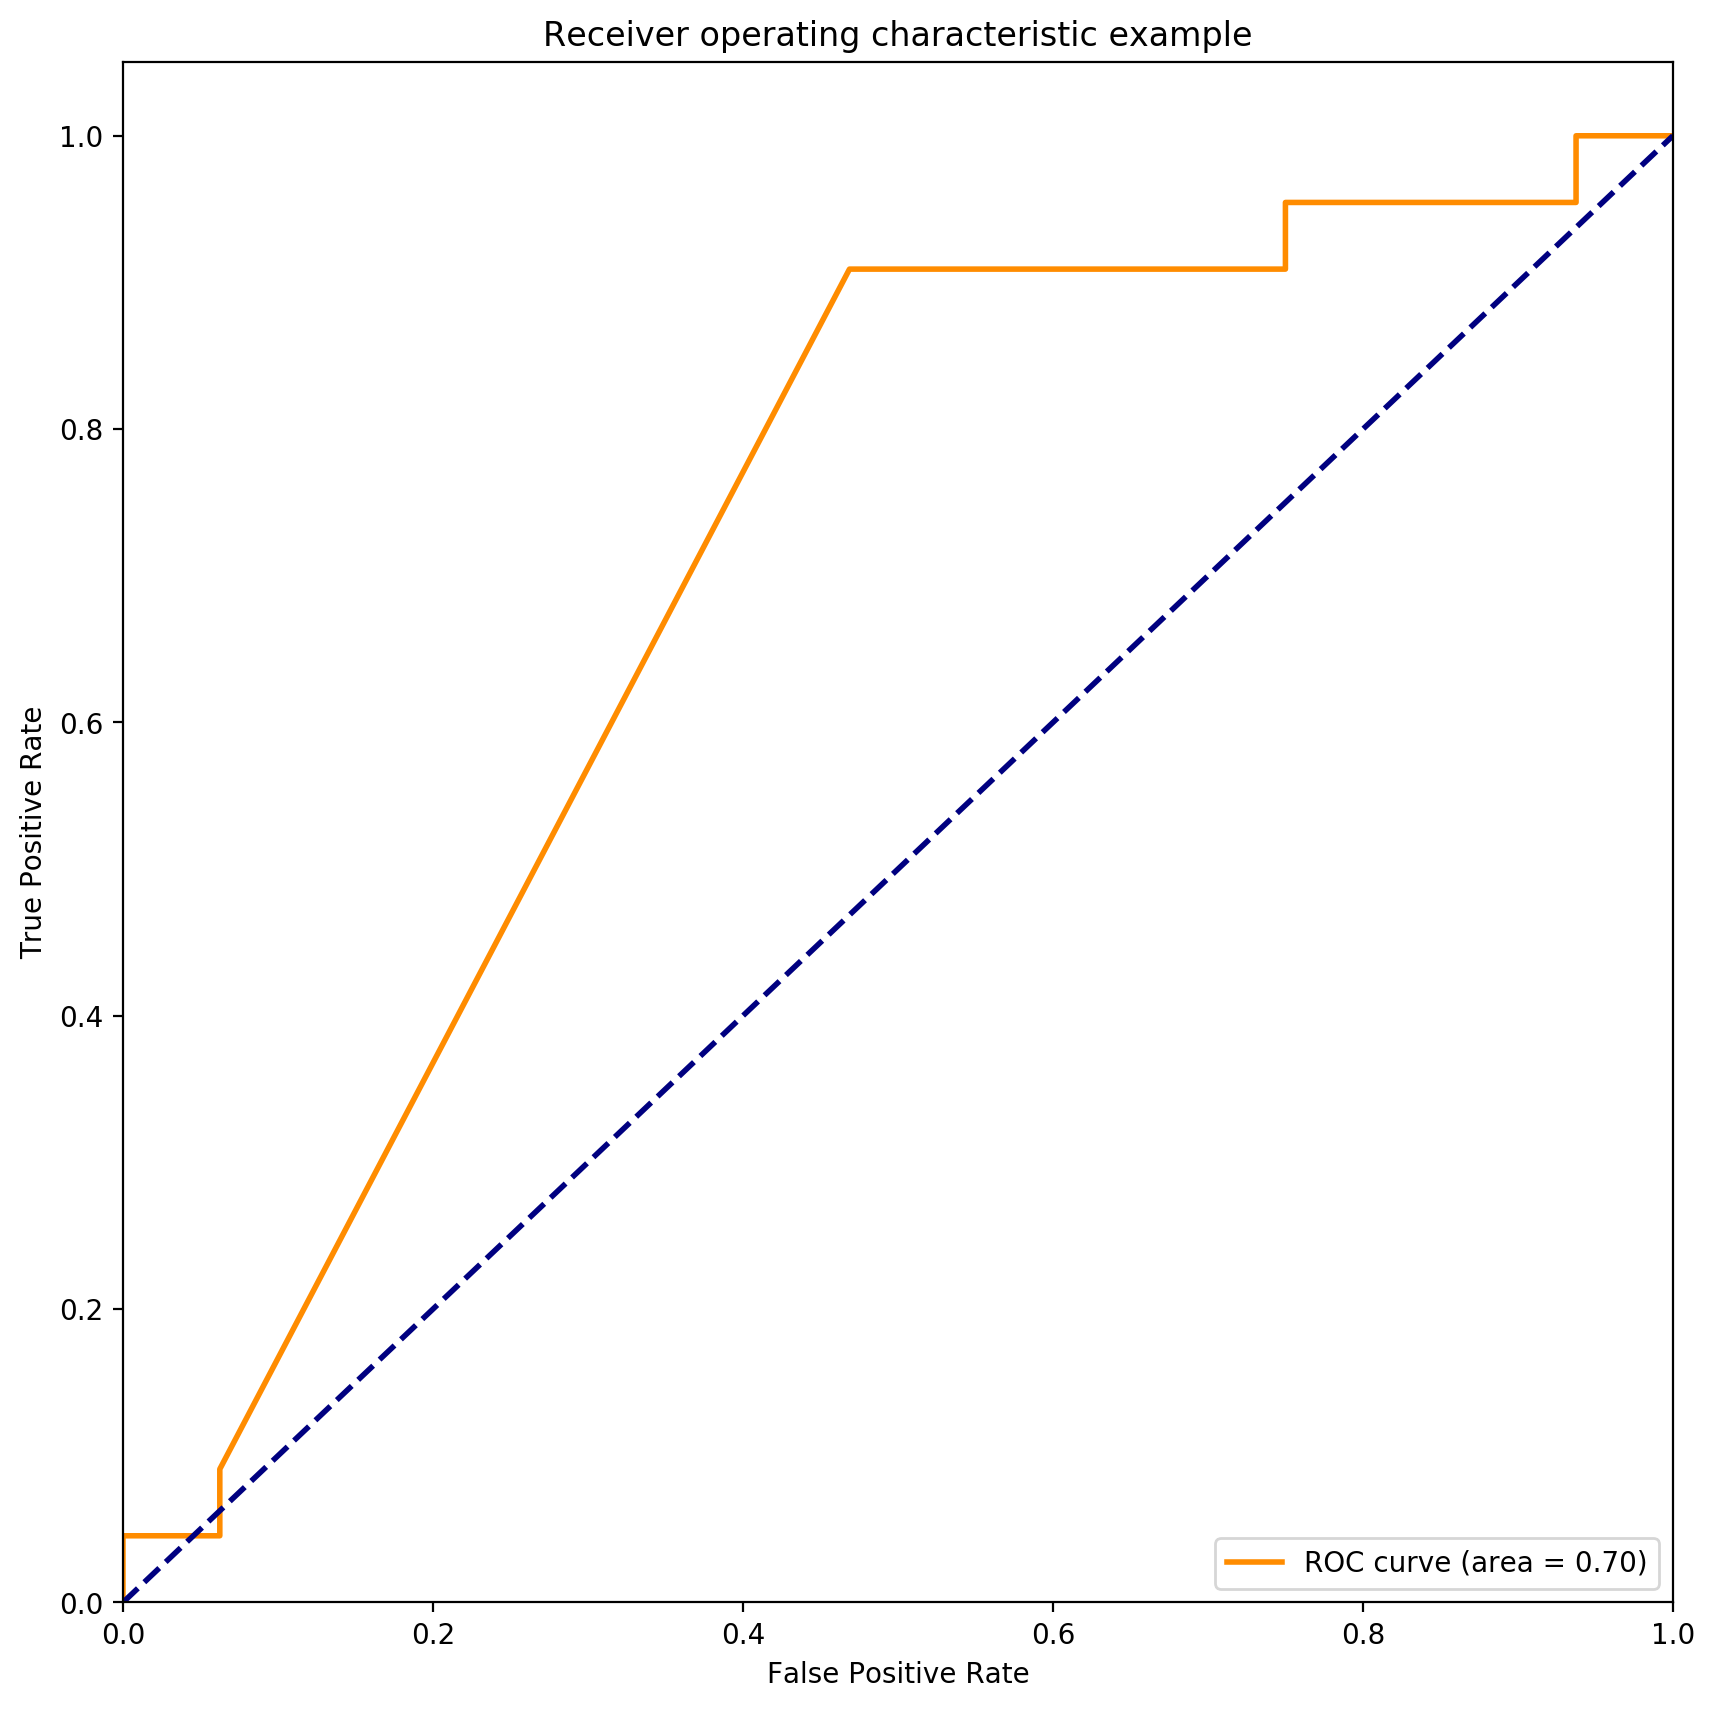 Receiver operating characteristic example
1.0
0.8
0.6
0.4
0.2
0.0
True Positive Rate
0.0 0.2 0.4 0.6 0.8 1.0
False Positive Rate
ROC curve (area = 0.70)